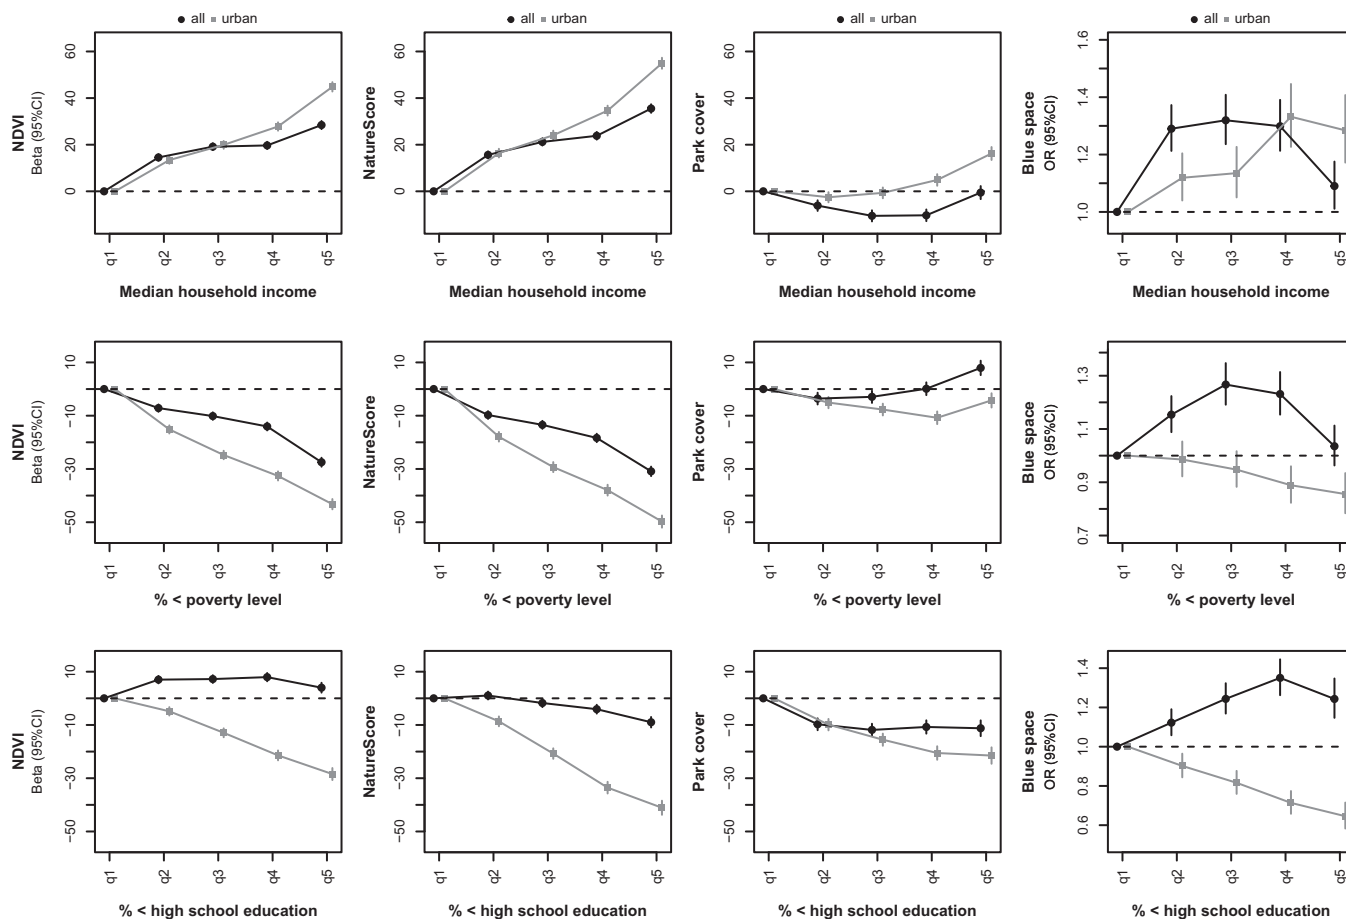 ● all ■ urban
● all ■ urban
● all ■ urban
● all ■ urban
NDVI
Beta (95%CI)
60
40
20
0
q1 q2 q3 q4 q5
Median household income
NatureScore
60
40
20
0
q1 q2 q3 q4 q5
Median household income
Park cover
60
40
20
0
q1 q2 q3 q4 q5
Median household income
Blue space
OR (95%CI)
1.6
1.4
1.2
1.0
q1 q2 q3 q4 q5
Median household income
NDVI
Beta (95%CI)
10
−10
−30
−50
q1 q2 q3 q4 q5
% < poverty level
NatureScore
10
−10
−30
−50
q1 q2 q3 q4 q5
% < poverty level
Park cover
10
−10
−30
−50
q1 q2 q3 q4 q5
% < poverty level
Blue space
OR (95%CI)
1.3
1.1
0.9
0.7
q1 q2 q3 q4 q5
% < poverty level
NDVI
Beta (95%CI)
10
−10
−30
−50
q1 q2 q3 q4 q5
% < high school education
NatureScore
10
−10
−30
−50
q1 q2 q3 q4 q5
% < high school education
Park cover
10
−10
−30
−50
q1 q2 q3 q4 q5
% < high school education
Blue space
OR (95%CI)
1.4
1.2
1.0
0.8
0.6
q1 q2 q3 q4 q5
% < high school education